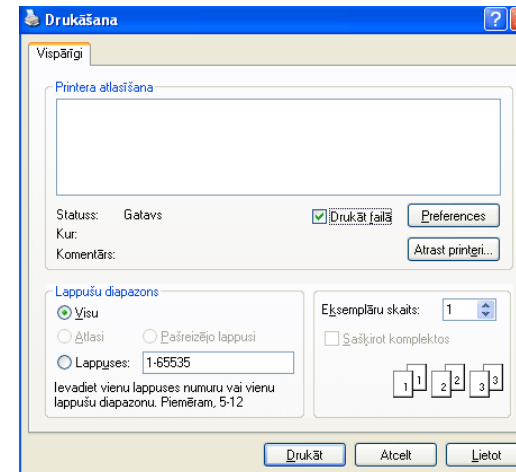 Drukāšana
Vispārīgi
Printera atlasīšana
Statuss: Gatavs
Drukāt failā
Preferences
Kur:
Komentārs:
Atrast printeri...
Lappušu diapazons
Visu
Atlasi
Pašreizējo lappusi
Lappuses: 1-65535
Ievadiet vienu lappuses numuru vai vienu
lappušu diapazonu. Piemēram, 5-12
Eksemplāru skaits: 1
Sašķirot komplektos
1 1 2 2 3 3
Drukāt
Atcelt
Lietot